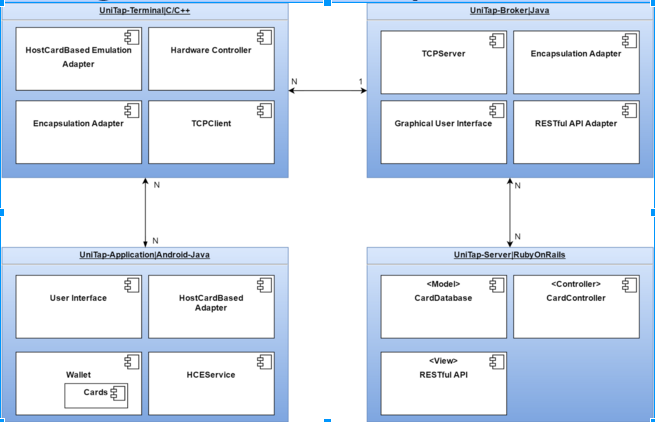 UniTap-Terminal|C/C++
HostCardBased Emulation
Adapter
Hardware Controller
Encapsulation Adapter
TCPClient
N
1
UniTap-Broker|Java
TCPServer
Encapsulation Adapter
Graphical User Interface
RESTful API Adapter
N
N
N
N
UniTap-Application|Android-Java
User Interface
HostCardBased
Adapter
Wallet
Cards
HCEService
UniTap-Server|RubyOnRails
<Model>
CardDatabase
<Controller>
CardController
<View>
RESTful API